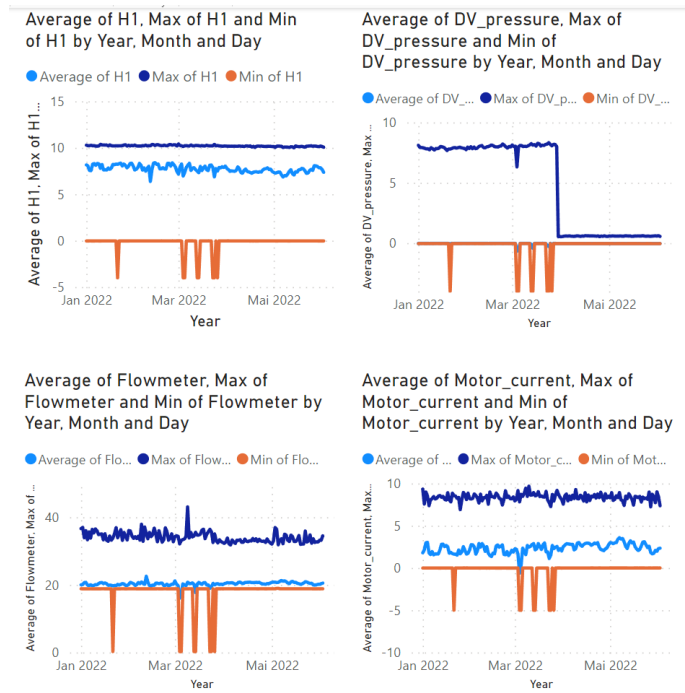 Average of H1, Max of H1 and Min
of H1 by Year, Month and Day
Average of H1 Max of H1 Min of H1
Average of H1, Max of H1...
15
10
5
0
-5
Jan 2022 Mar 2022 Mai 2022
Year
Average of DV_pressure, Max of
DV_pressure and Min of
DV_pressure by Year, Month and Day
Average of DV_... Max of DV_p... Min of DV_...
Average of DV_pressure, Max ...
10
5
0
Jan 2022 Mar 2022 Mai 2022
Year
Average of Flowmeter, Max of
Flowmeter and Min of Flowmeter by
Year, Month and Day
Average of Flo... Max of Flow... Min of Flo...
Average of Flowmeter, Max of ...
40
20
0
Jan 2022 Mar 2022 Mai 2022
Year
Average of Motor_current, Max of
Motor_current and Min of
Motor_current by Year, Month and Day
Average of ... Max of Motor_c... Min of Mot...
Average of Motor_current, Max...
10
5
0
-5
-10
Jan 2022 Mar 2022 Mai 2022
Year